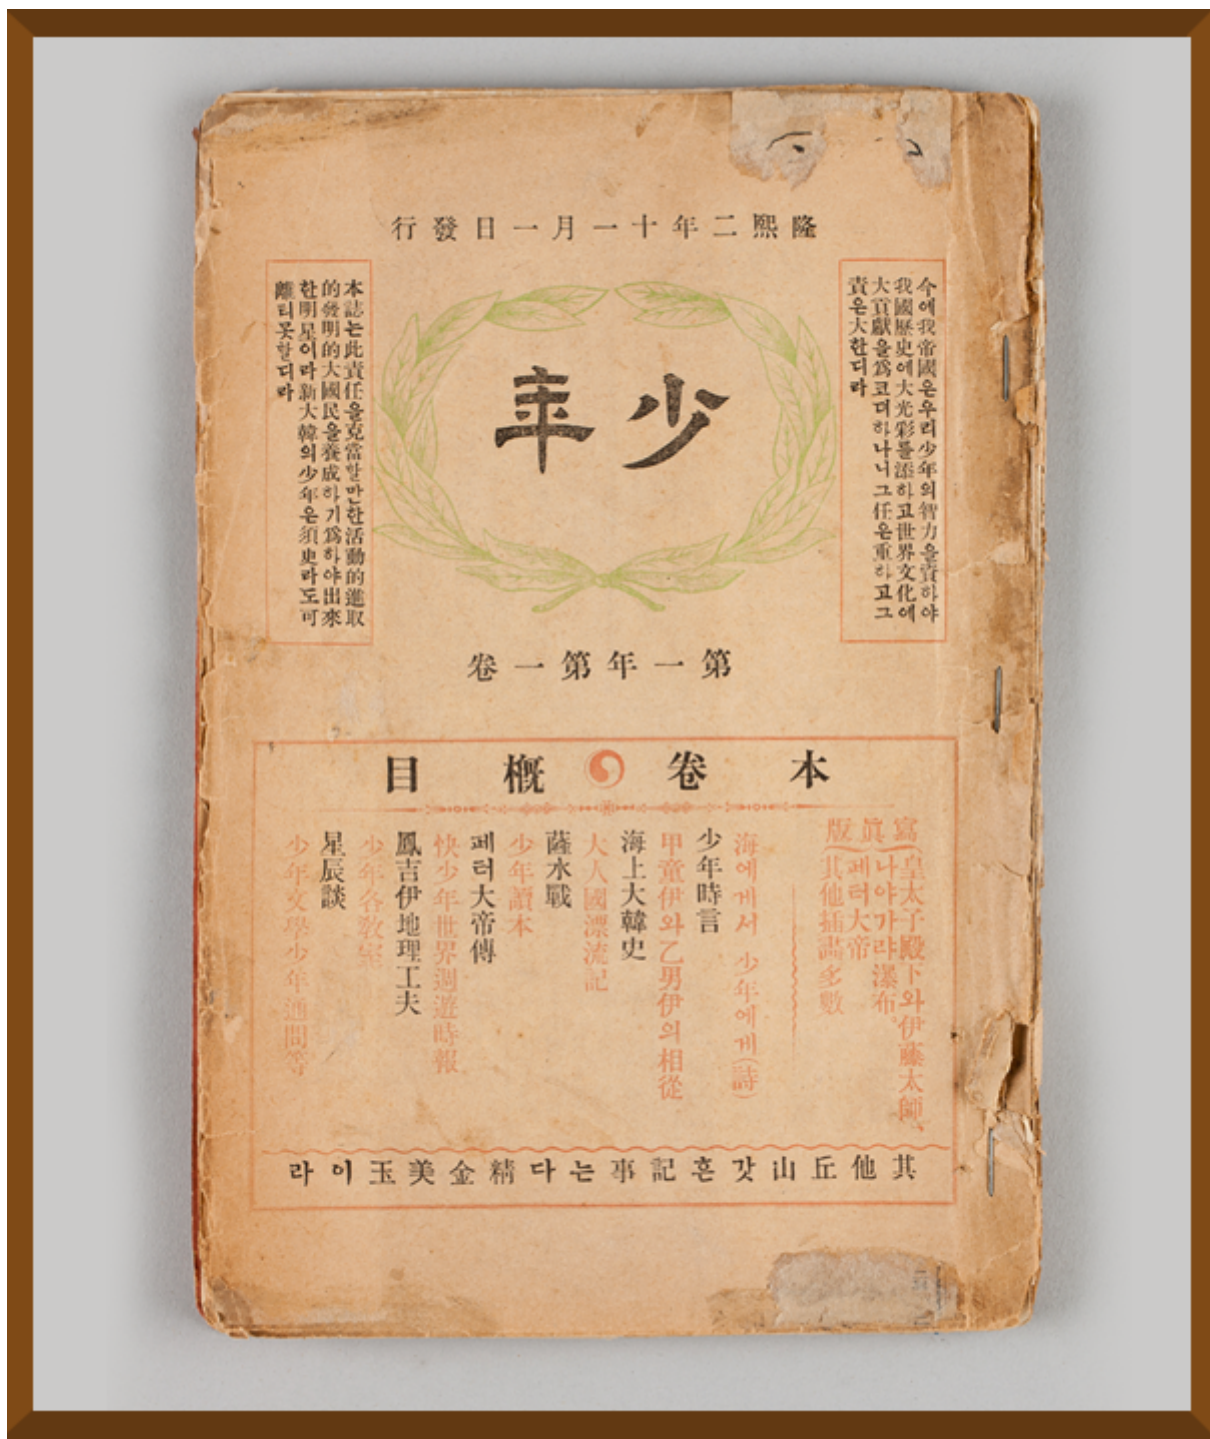 隆熙二年十一月一日發行
今에我帝國은우리少年의智力을資하야
我國歷史에大光彩를添하고世界文化에
大貢獻을爲코뎌하나니그任은重하고그
責은大한디라
少年
本誌는此責任을克當할만한活動的進取
的發明的大國民을養成하기爲하야出來
한明星이라新大韓의少年은須臾라도可
離티못할디라
第一年第一卷
本卷概目
寫眞版
皇太子殿下와伊藤太師、
나야가라瀑布。
페터大帝
其他插畵多數
海에게서 少年에게(詩)
少年時言
甲童伊와乙男伊의相從
海上大韓史
大人國漂流記
薩水戰
少年讀本
페터大帝傳
快少年世界週遊時報
鳳吉伊地理工夫
少年各敎室
星辰談
少年文學少年通問等
其他丘山갓흔記事는다精金美玉이라